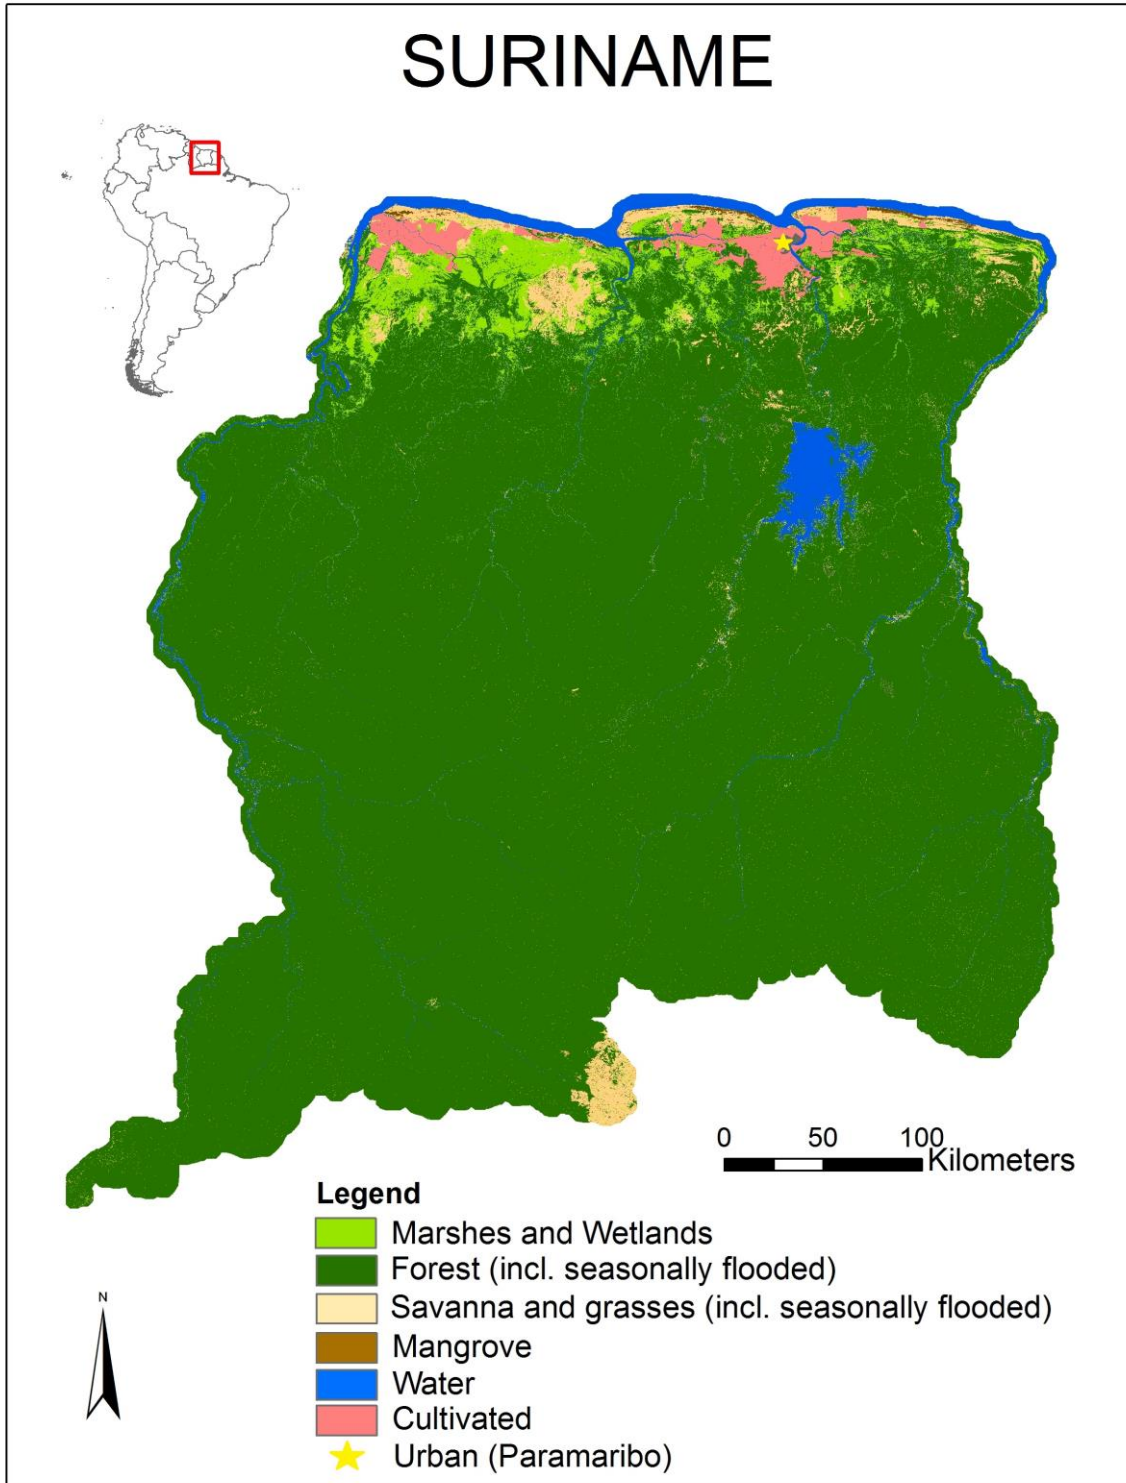 SURINAME
0 50 100
Kilometers
Legend
Marshes and Wetlands
Forest (incl. seasonally flooded)
Savanna and grasses (incl. seasonally flooded)
Mangrove
Water
Cultivated
Urban (Paramaribo)
N